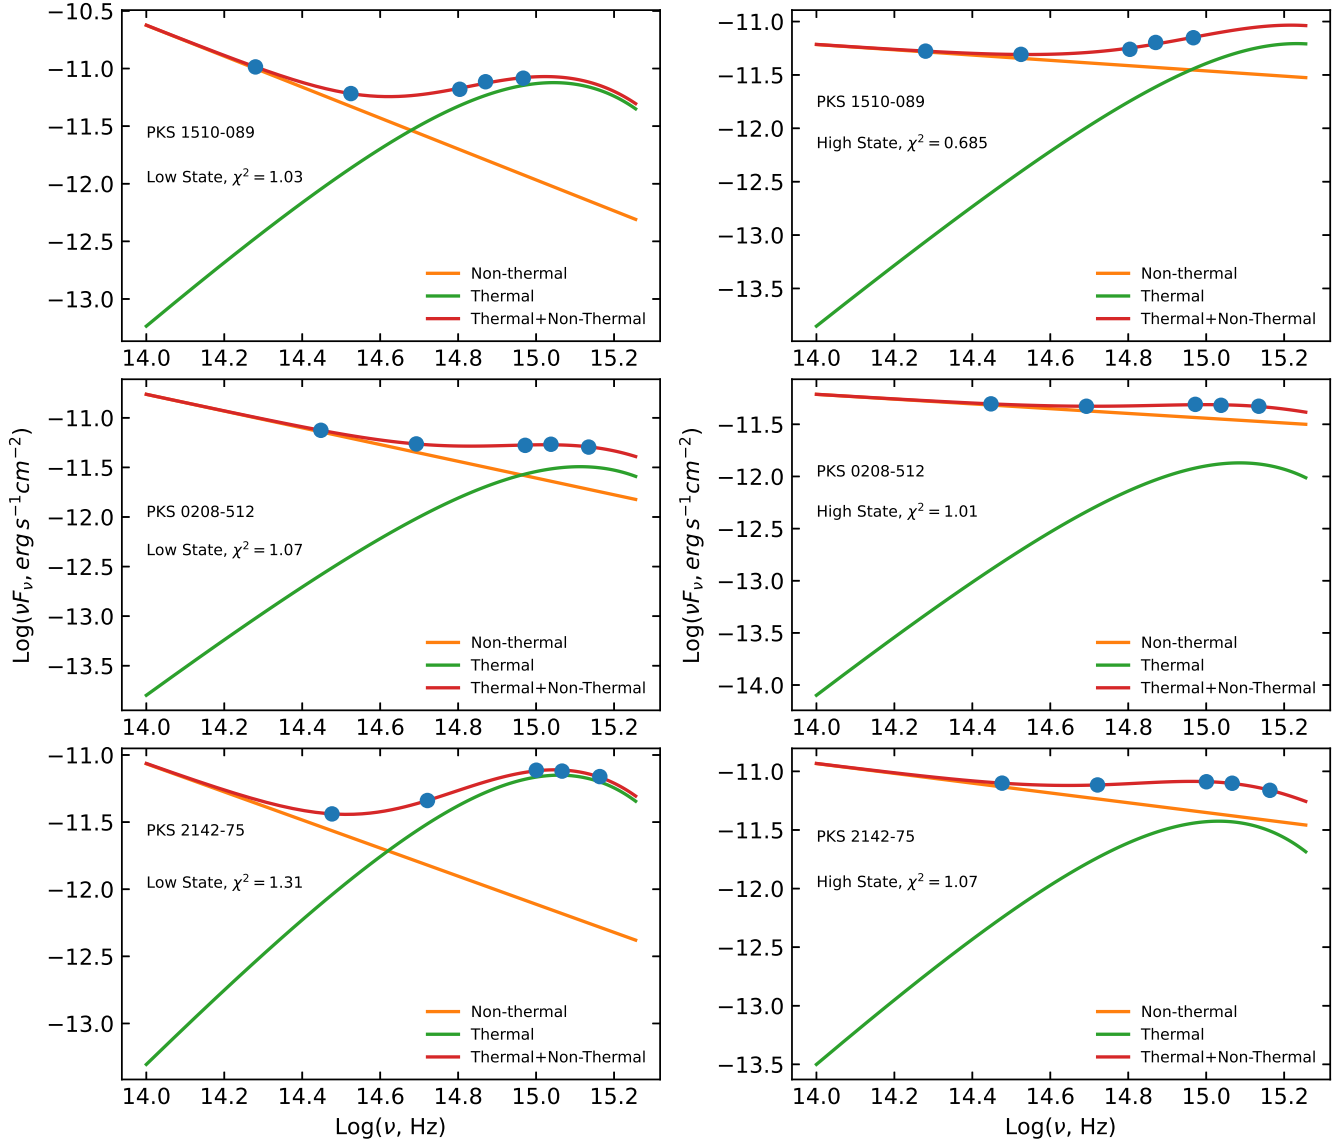 −10.5
−11.0
−11.5
−12.0
−12.5
−13.0
PKS 1510-089
Low State, χ² = 1.03
Non-thermal
Thermal
Thermal+Non-Thermal
14.0 14.2 14.4 14.6 14.8 15.0 15.2
−11.0
−11.5
−12.0
−12.5
−13.0
−13.5
PKS 1510-089
High State, χ² = 0.685
Non-thermal
Thermal
Thermal+Non-Thermal
14.0 14.2 14.4 14.6 14.8 15.0 15.2
Log(νFν, erg s⁻¹cm⁻²)
−11.0
−11.5
−12.0
−12.5
−13.0
−13.5
PKS 0208-512
Low State, χ² = 1.07
Non-thermal
Thermal
Thermal+Non-Thermal
14.0 14.2 14.4 14.6 14.8 15.0 15.2
Log(νFν, erg s⁻¹cm⁻²)
−11.5
−12.0
−12.5
−13.0
−13.5
−14.0
PKS 0208-512
High State, χ² = 1.01
Non-thermal
Thermal
Thermal+Non-Thermal
14.0 14.2 14.4 14.6 14.8 15.0 15.2
−11.0
−11.5
−12.0
−12.5
−13.0
PKS 2142-75
Low State, χ² = 1.31
Non-thermal
Thermal
Thermal+Non-Thermal
14.0 14.2 14.4 14.6 14.8 15.0 15.2
Log(ν, Hz)
−11.0
−11.5
−12.0
−12.5
−13.0
−13.5
PKS 2142-75
High State, χ² = 1.07
Non-thermal
Thermal
Thermal+Non-Thermal
14.0 14.2 14.4 14.6 14.8 15.0 15.2
Log(ν, Hz)